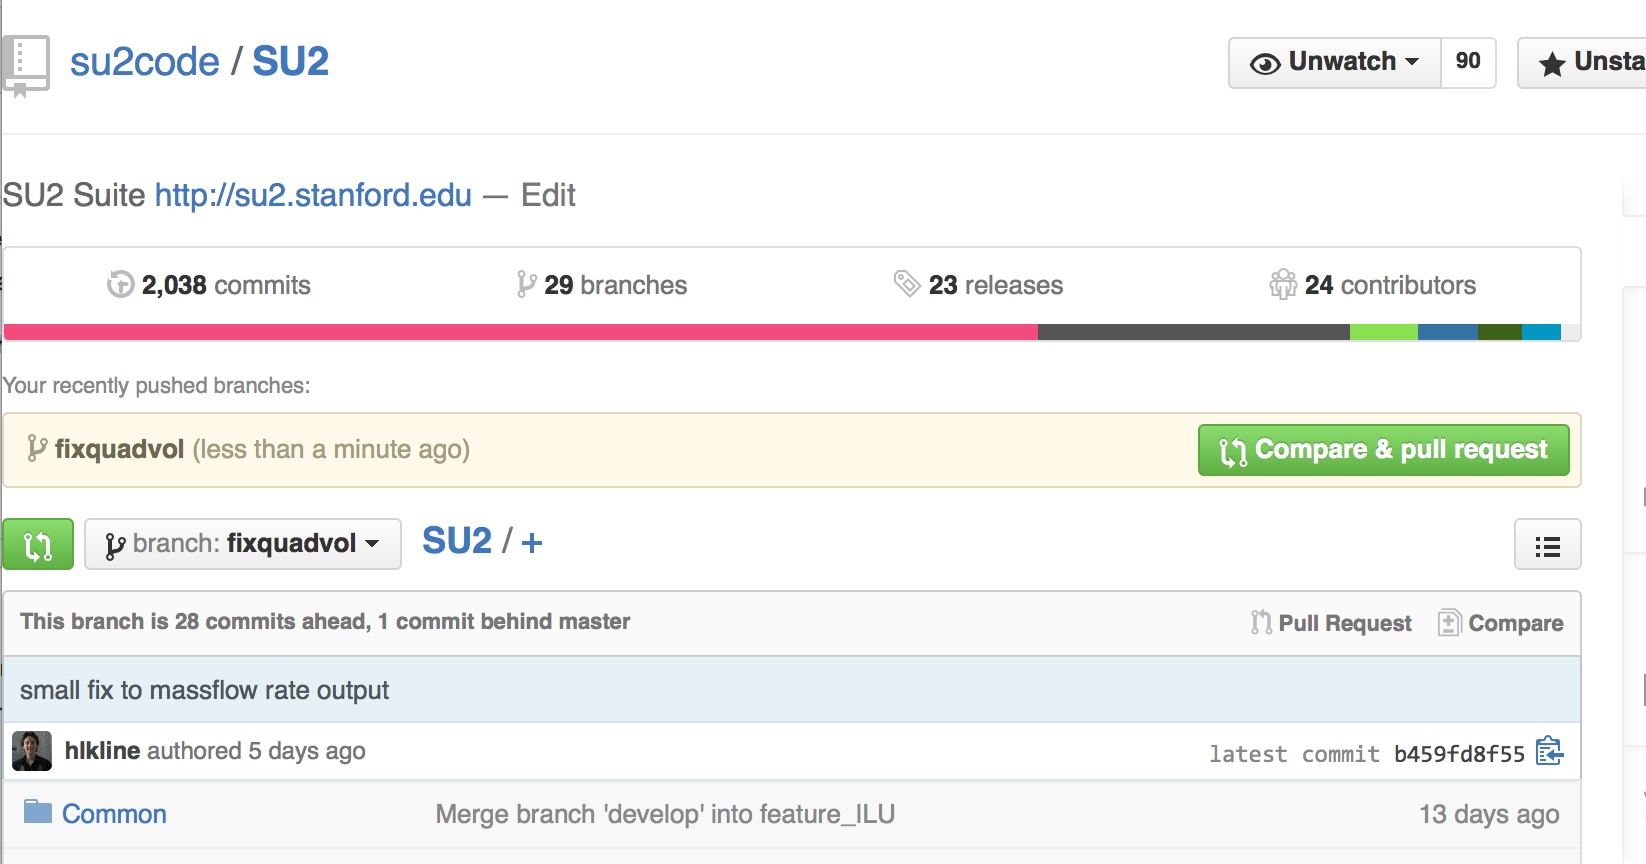 su2code / SU2
Unwatch 90 Unsta
SU2 Suite http://su2.stanford.edu — Edit
2,038 commits 29 branches 23 releases 24 contributors
Your recently pushed branches:
fixquadvol (less than a minute ago) Compare & pull request
branch: fixquadvol SU2 / +
This branch is 28 commits ahead, 1 commit behind master Pull Request Compare
small fix to massflow rate output
hlkline authored 5 days ago latest commit b459fd8f55
Common Merge branch 'develop' into feature_ILU 13 days ago